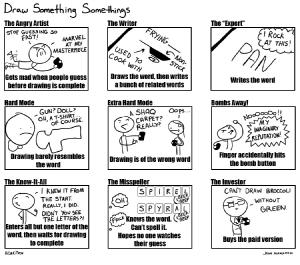 Draw Something Somethings
The Angry Artist
STOP GUESSING SO
FAST!
MARVEL
AT MY
MASTERPIECE
Gets mad when people guess
before drawing is complete
The Writer
FRYING
NON-
STICK
USED TO
COOK WITH
Draws the word, then writes
a bunch of related words
The "Expert"
I ROCK
AT THIS!
PAN
Writes the word
Hard Mode
GUN? DOLL?
OH, A T-SHIRT
OF COURSE
Drawing barely resembles
the word
Extra Hard Mode
A SHAG
CARPET?
REALLY?
OOPS...
Drawing is of the wrong word
Bombs Away!
NOOOOOO!!
MY
IMAGINARY
REPUTATION!
Finger accidentally hits
the bomb button
The Know-It-All
I KNEW IT FROM
THE START
REALLY, I DID.
DIDN'T YOU SEE
THE LETTERS?!
Enters all but one letter of the
word, then waits for drawing
to complete
The Misspeller
SPIREL
SPYRAL
Knows the word.
Can't spell it.
Hopes no one watches
their guess
The Investor
CAN'T DRAW BROCCOLI
WITHOUT
GREEN
Buys the paid version